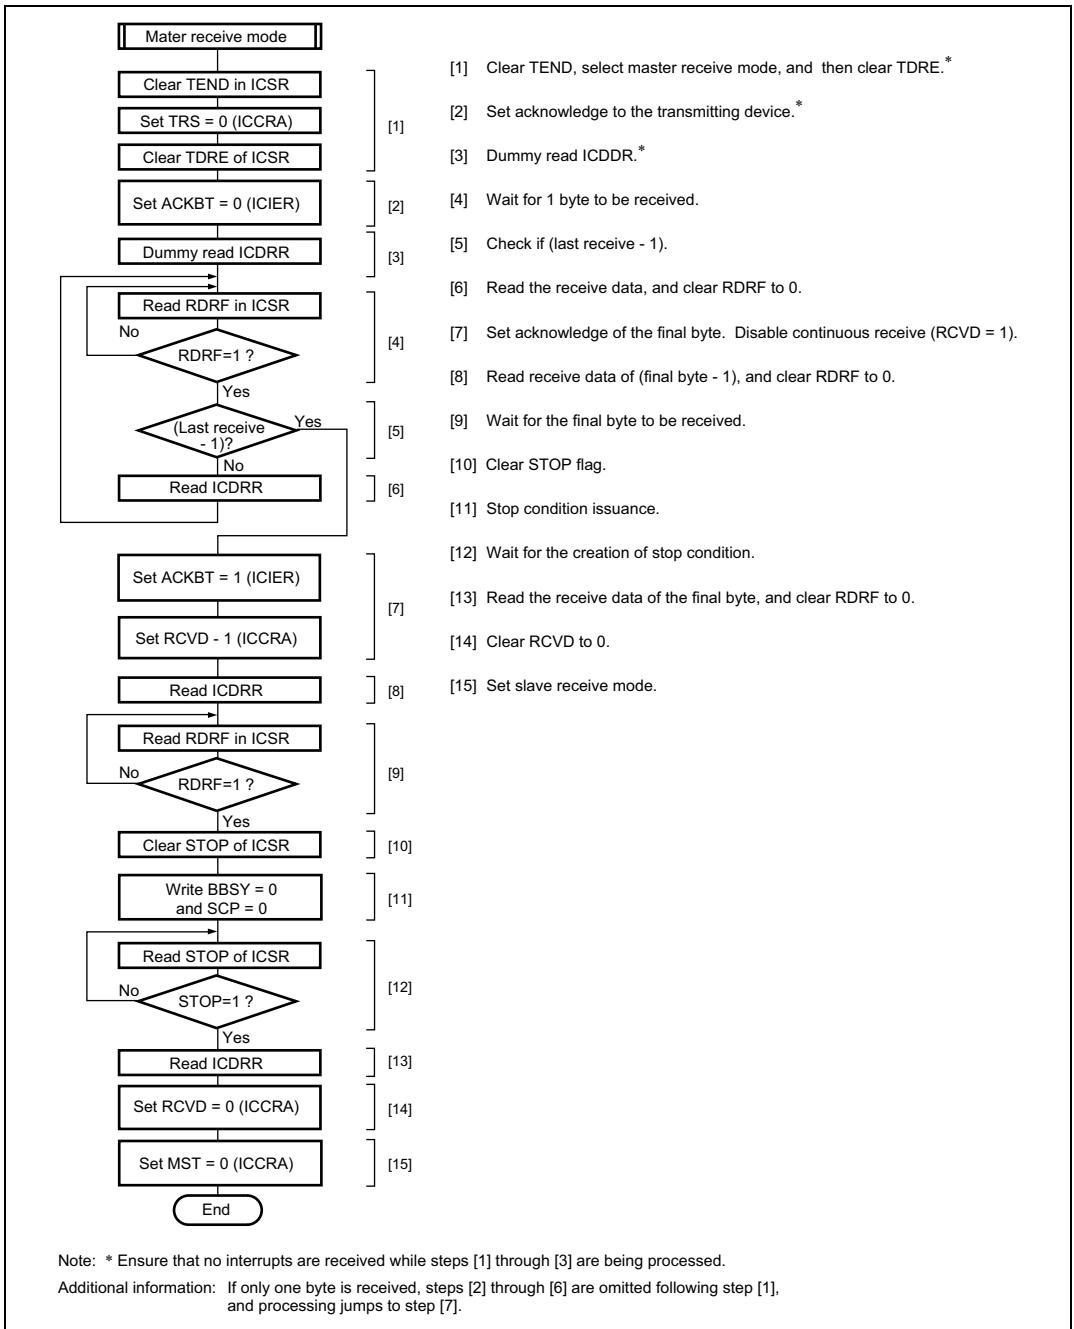 Mater receive mode
Clear TEND in ICSR
Set TRS = 0 (ICCRA)
Clear TDRE of ICSR
[1]
Set ACKBT = 0 (ICIER)
[2]
Dummy read ICDRR
[3]
Read RDRF in ICSR
No
RDRF=1 ?
[4]
Yes
(Last receive
- 1)?
Yes
[5]
No
Read ICDRR
[6]
Set ACKBT = 1 (ICIER)
[7]
Set RCVD - 1 (ICCRA)
Read ICDRR
[8]
Read RDRF in ICSR
No
RDRF=1 ?
[9]
Yes
Clear STOP of ICSR
[10]
Write BBSY = 0
and SCP = 0
[11]
Read STOP of ICSR
No
STOP=1 ?
[12]
Yes
Read ICDRR
[13]
Set RCVD = 0 (ICCRA)
[14]
Set MST = 0 (ICCRA)
[15]
End
[1] Clear TEND, select master receive mode, and then clear TDRE.*
[2] Set acknowledge to the transmitting device.*
[3] Dummy read ICDDR.*
[4] Wait for 1 byte to be received.
[5] Check if (last receive - 1).
[6] Read the receive data, and clear RDRF to 0.
[7] Set acknowledge of the final byte. Disable continuous receive (RCVD = 1).
[8] Read receive data of (final byte - 1), and clear RDRF to 0.
[9] Wait for the final byte to be received.
[10] Clear STOP flag.
[11] Stop condition issuance.
[12] Wait for the creation of stop condition.
[13] Read the receive data of the final byte, and clear RDRF to 0.
[14] Clear RCVD to 0.
[15] Set slave receive mode.
Note: * Ensure that no interrupts are received while steps [1] through [3] are being processed.
Additional information: If only one byte is received, steps [2] through [6] are omitted following step [1],
and processing jumps to step [7].